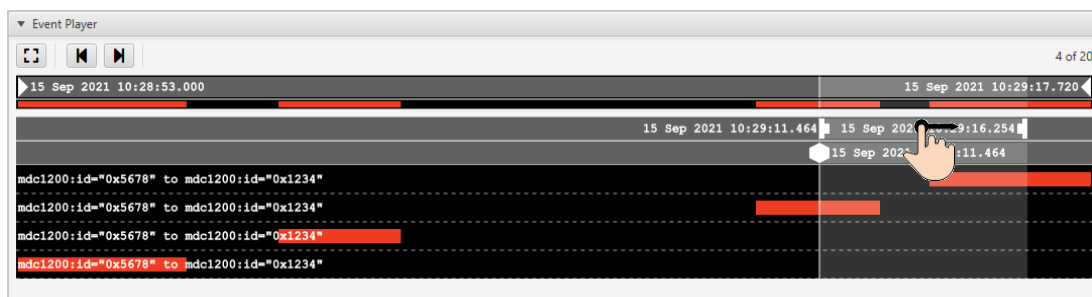 Event Player
4 of 20
15 Sep 2021 10:28:53.000
15 Sep 2021 10:29:17.720
15 Sep 2021 10:29:11.464
15 Sep 202 :29:16.254
15 Sep 202 :11.464
mdc1200:id="0x5678" to mdc1200:id="0x1234"
mdc1200:id="0x5678" to mdc1200:id="0x1234"
mdc1200:id="0x5678" to mdc1200:id="0x1234"
mdc1200:id="0x5678" to mdc1200:id="0x1234"